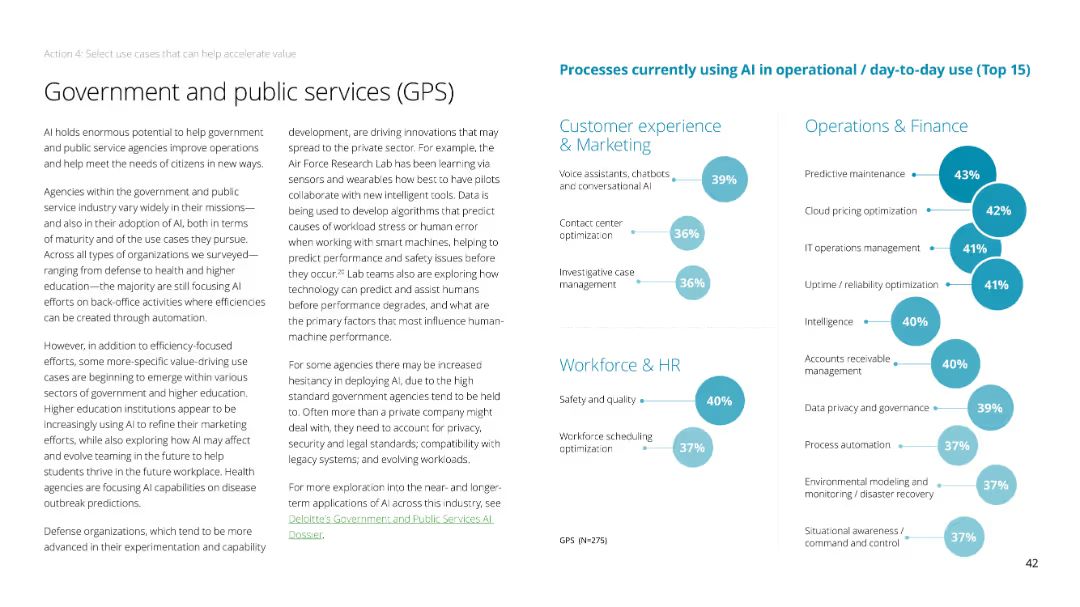 Action 4: Select use cases that can help accelerate value
Government and public services (GPS)
AI holds enormous potential to help government
and public service agencies improve operations
and help meet the needs of citizens in new ways.
Agencies within the government and public
service industry vary widely in their missions—
and also in their adoption of AI, both in terms
of maturity and of the use cases they pursue.
Across all types of organizations we surveyed—
ranging from defense to health and higher
education—the majority are still focusing AI
efforts on back-office activities where efficiencies
can be created through automation.
However, in addition to efficiency-focused
efforts, some more-specific value-driving use
cases are beginning to emerge within various
sectors of government and higher education.
Higher education institutions appear to be
increasingly using AI to refine their marketing
efforts, while also exploring how AI may affect
and evolve teaming in the future to help
students thrive in the future workplace. Health
agencies are focusing AI capabilities on disease
outbreak predictions.
Defense organizations, which tend to be more
advanced in their experimentation and capability
development, are driving innovations that may
spread to the private sector. For example, the
Air Force Research Lab has been learning via
sensors and wearables how best to have pilots
collaborate with new intelligent tools. Data is
being used to develop algorithms that predict
causes of workload stress or human error
when working with smart machines, helping to
predict performance and safety issues before
they occur.20 Lab teams also are exploring how
technology can predict and assist humans
before performance degrades, and what are
the primary factors that most influence human-
machine performance.
For some agencies there may be increased
hesitancy in deploying AI, due to the high
standard government agencies tend to be held
to. Often more than a private company might
deal with, they need to account for privacy,
security and legal standards; compatibility with
legacy systems; and evolving workloads.
For more exploration into the near- and longer-
term applications of AI across this industry, see
Deloitte's Government and Public Services AI
Dossier.
Processes currently using AI in operational / day-to-day use (Top 15)
Customer experience
& Marketing
Voice assistants, chatbots
and conversational AI
39%
Contact center
optimization
36%
Investigative case
management
36%
Workforce & HR
Safety and quality
40%
Workforce scheduling
optimization
37%
GPS (N=275)
Operations & Finance
Predictive maintenance
43%
Cloud pricing optimization
42%
IT operations management
41%
Uptime / reliability optimization
41%
Intelligence
40%
Accounts receivable
management
40%
Data privacy and governance
39%
Process automation
37%
Environmental modeling and
monitoring / disaster recovery
37%
Situational awareness /
command and control
37%
42